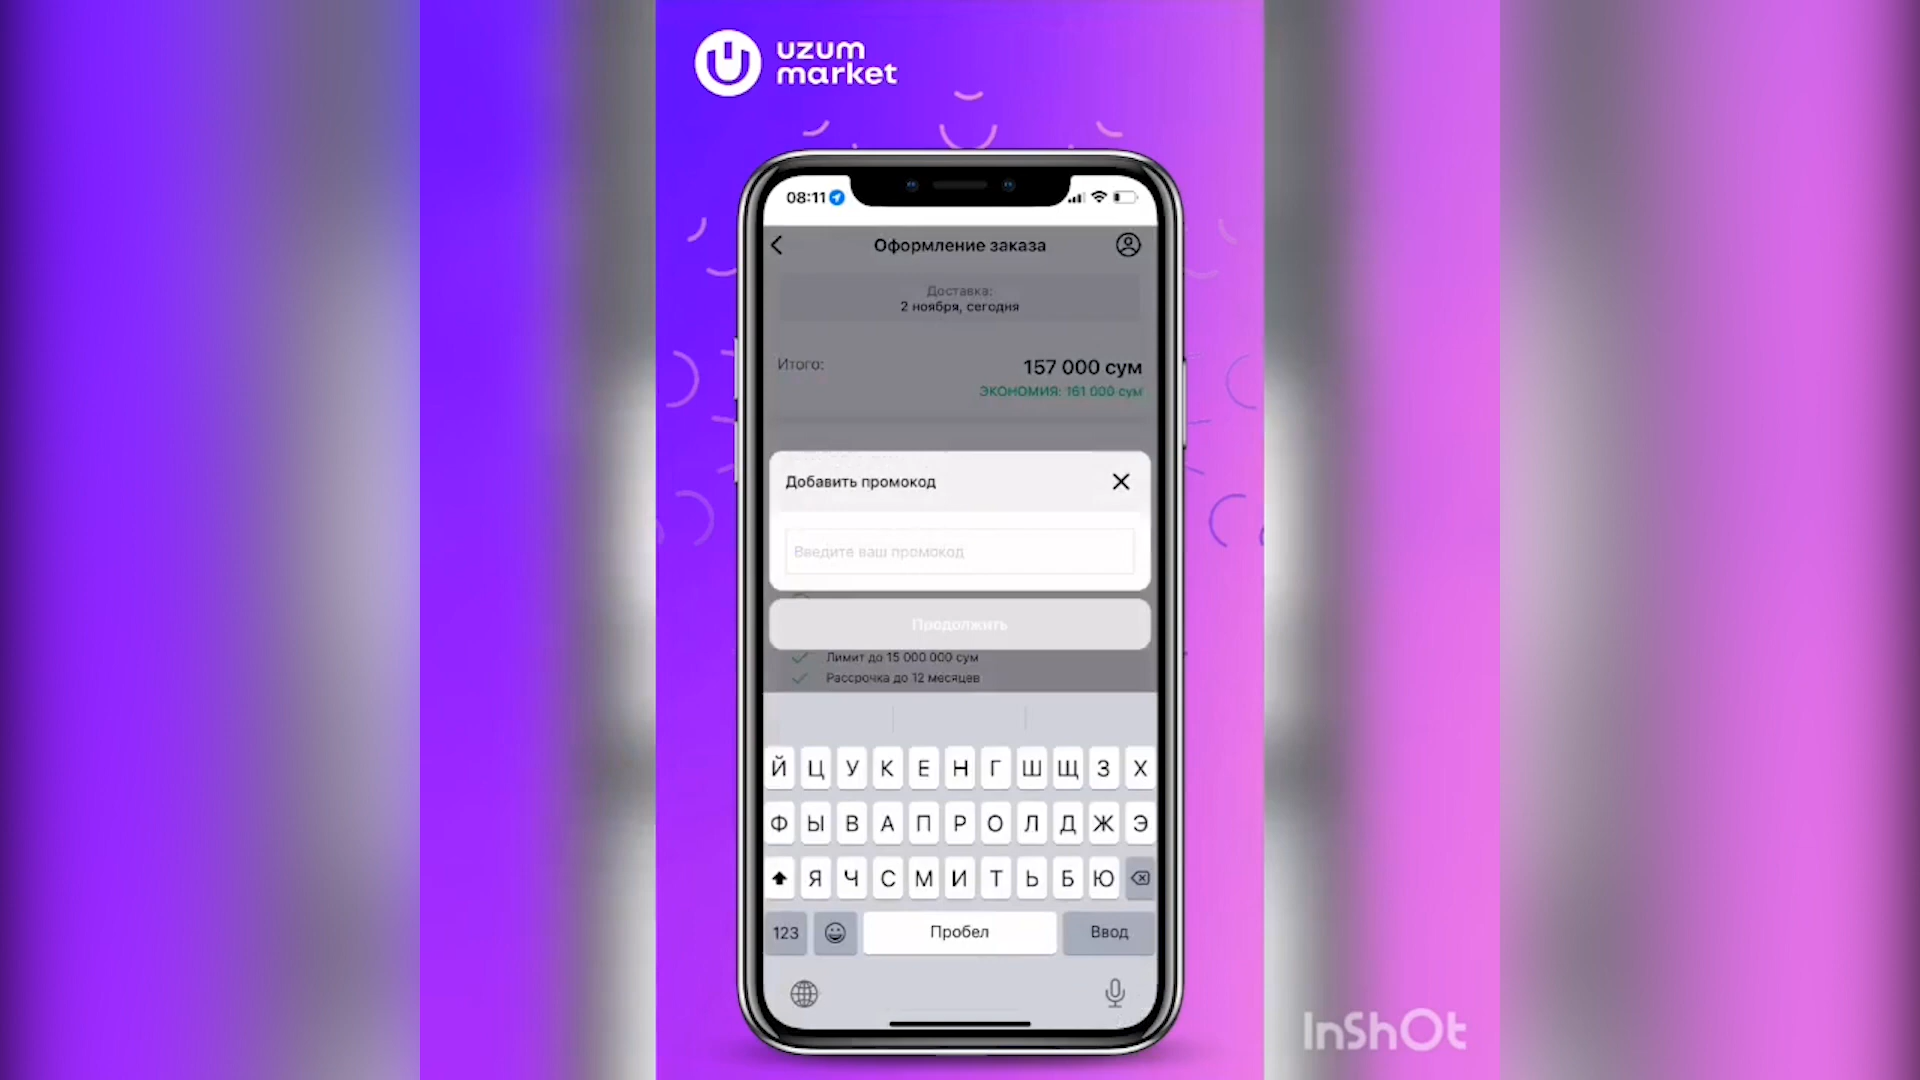 uzum
market
08:11
Оформление заказа
Доставка:
2 ноября, сегодня
Итого:
157 000 сум
ЭКОНОМИЯ: 161 000 сум
Добавить промокод
Введите ваш промокод
Продолжить
Лимит до 15 000 000 сум
Рассрочка до 12 месяцев
Й Ц У К Е Н Г Ш Щ З Х
Ф Ы В А П Р О Л Д Ж Э
Я Ч С М И Т Ь Б Ю
123 Пробел Ввод
InShOt